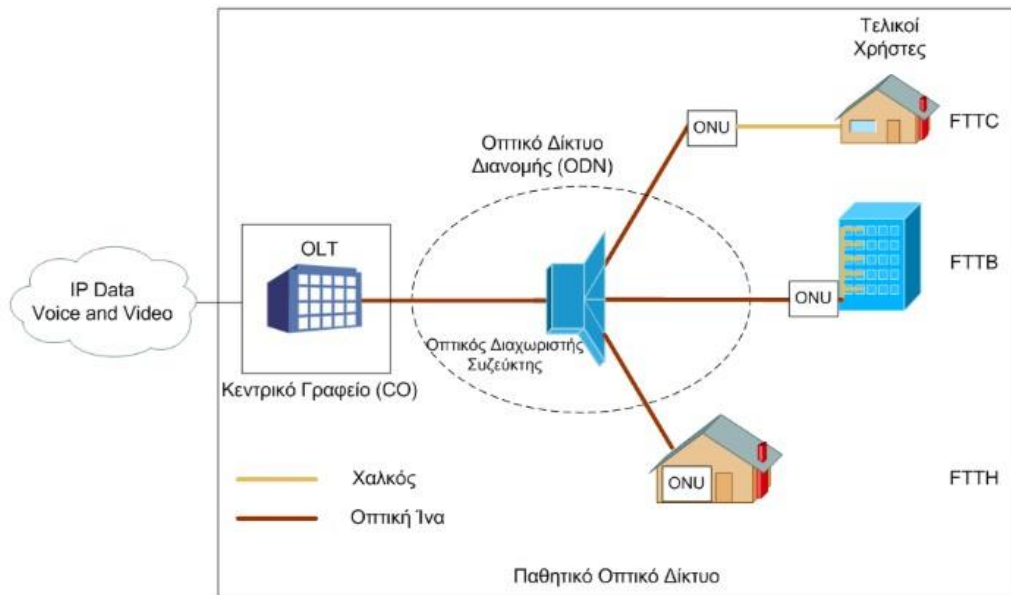 Τελικοί
Χρήστες
FTTC
ONU
Οπτικό Δίκτυο
Διανομής (ODN)
OLT
FTTB
ONU
IP Data
Voice and Video
Οπτικός Διαχωριστής
Συζεύκτης
Κεντρικό Γραφείο (CO)
ONU
FTTH
Χαλκός
Οπτική Ίνα
Παθητικό Οπτικό Δίκτυο